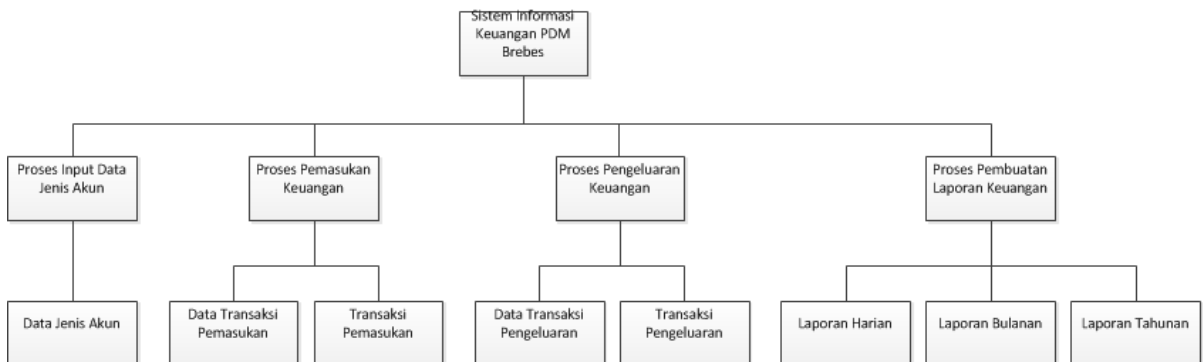 Sistem Informasi
Keuangan PDM
Brebes
Proses Input Data
Jenis Akun
Proses Pemasukan
Keuangan
Proses Pengeluaran
Keuangan
Proses Pembuatan
Laporan Keuangan
Data Jenis Akun
Data Transaksi
Pemasukan
Transaksi
Pemasukan
Data Transaksi
Pengeluaran
Transaksi
Pengeluaran
Laporan Harian
Laporan Bulanan
Laporan Tahunan